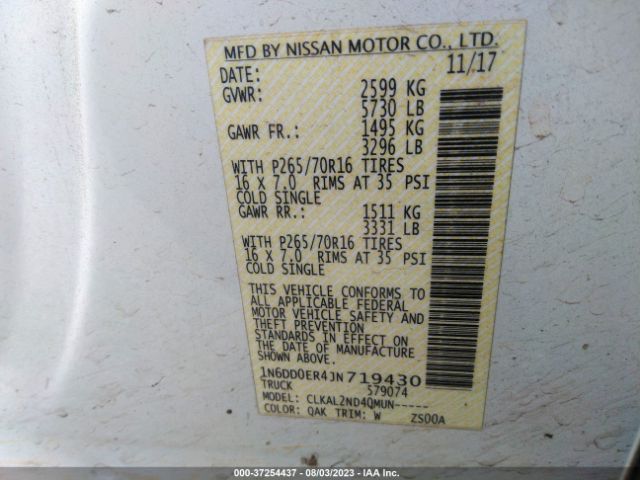 MFD BY NISSAN MOTOR CO., LTD.
DATE: 11/17
GVWR: 2599 KG
5730 LB
GAWR FR.: 1495 KG
3296 LB
WITH P265/70R16 TIRES
16 X 7.0 RIMS AT 35 PSI
COLD SINGLE
GAWR RR.: 1511 KG
3331 LB
WITH P265/70R16 TIRES
16 X 7.0 RIMS AT 35 PSI
COLD SINGLE
THIS VEHICLE CONFORMS TO
ALL APPLICABLE FEDERAL
MOTOR VEHICLE SAFETY AND
THEFT PREVENTION
STANDARDS IN EFFECT ON
THE DATE OF MANUFACTURE
SHOWN ABOVE.
1N6DD0ER4JN719430
TRUCK 579074
MODEL: CLKAL2ND4QMUN-----
COLOR: QAK TRIM: W ZS00A
000-37254437 - 08/03/2023 - IAA Inc.